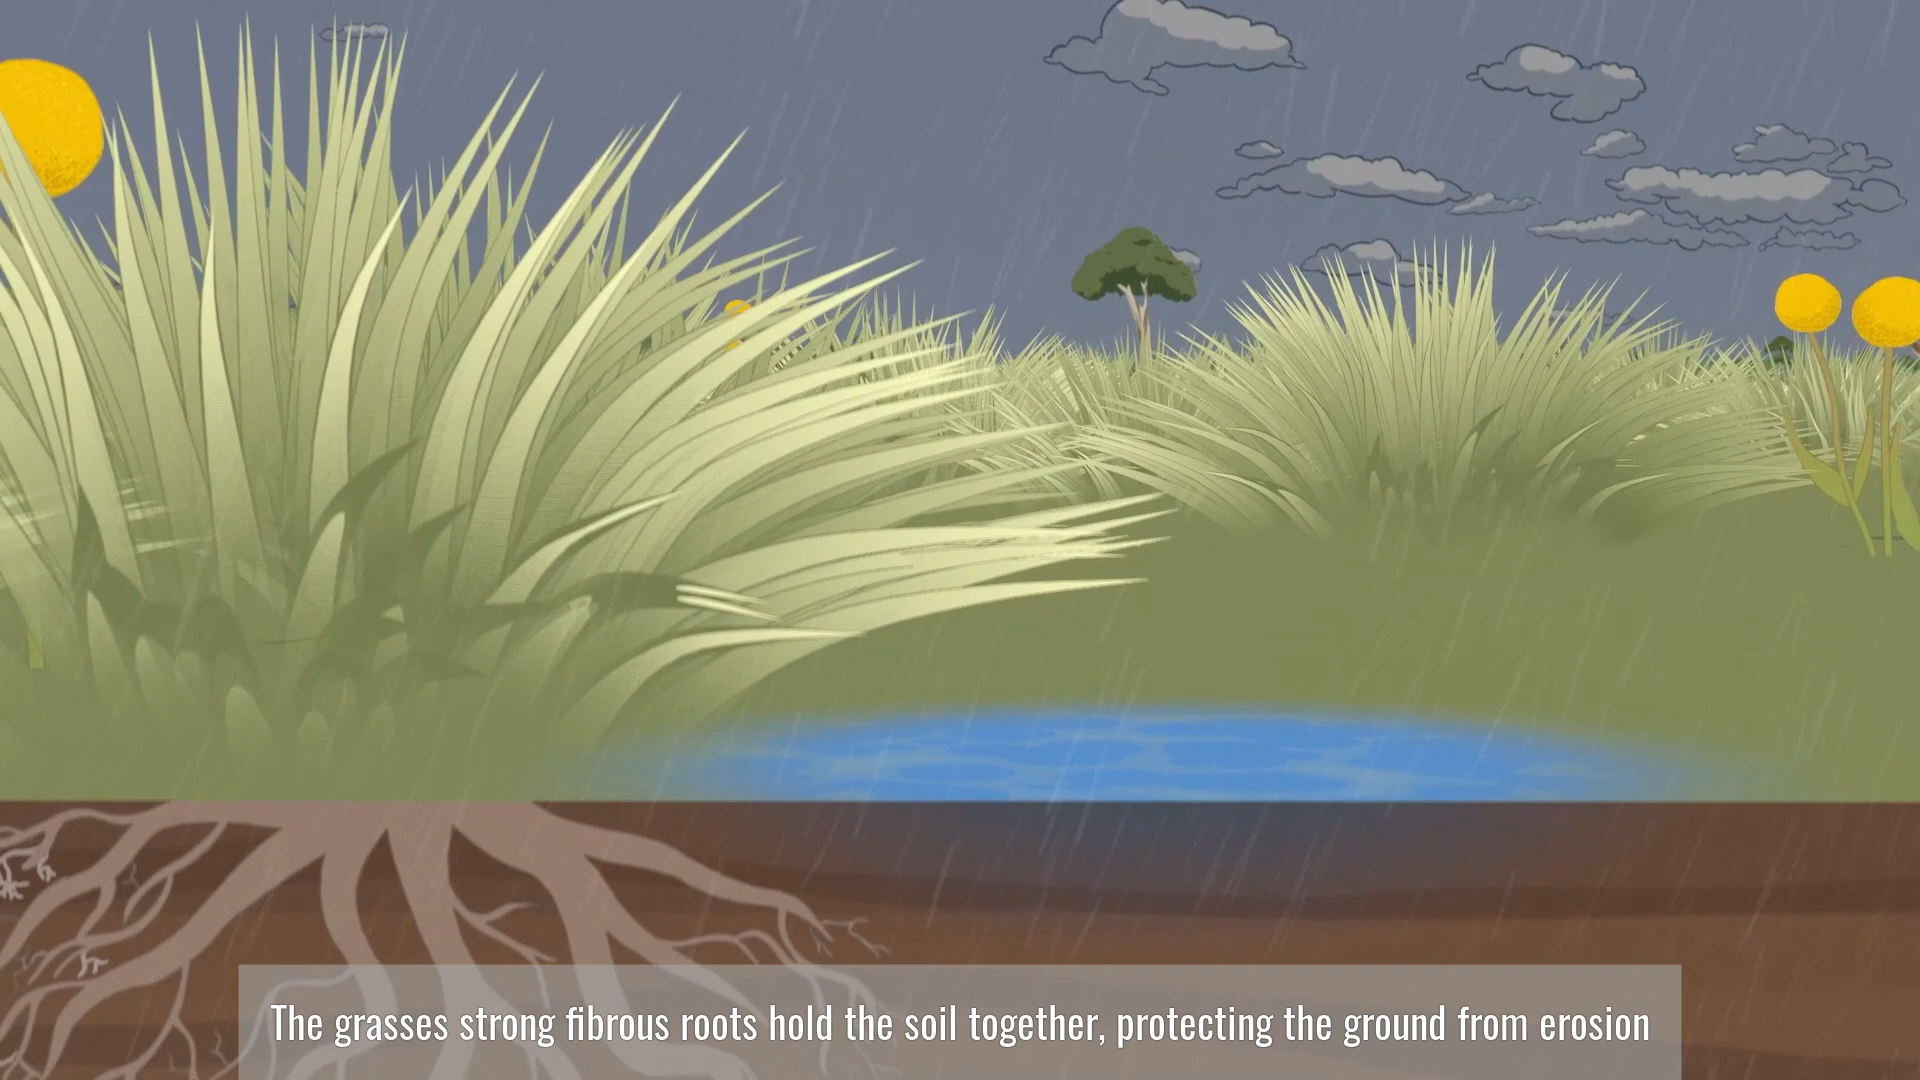 The grasses strong fibrous roots hold the soil together, protecting the ground from erosion